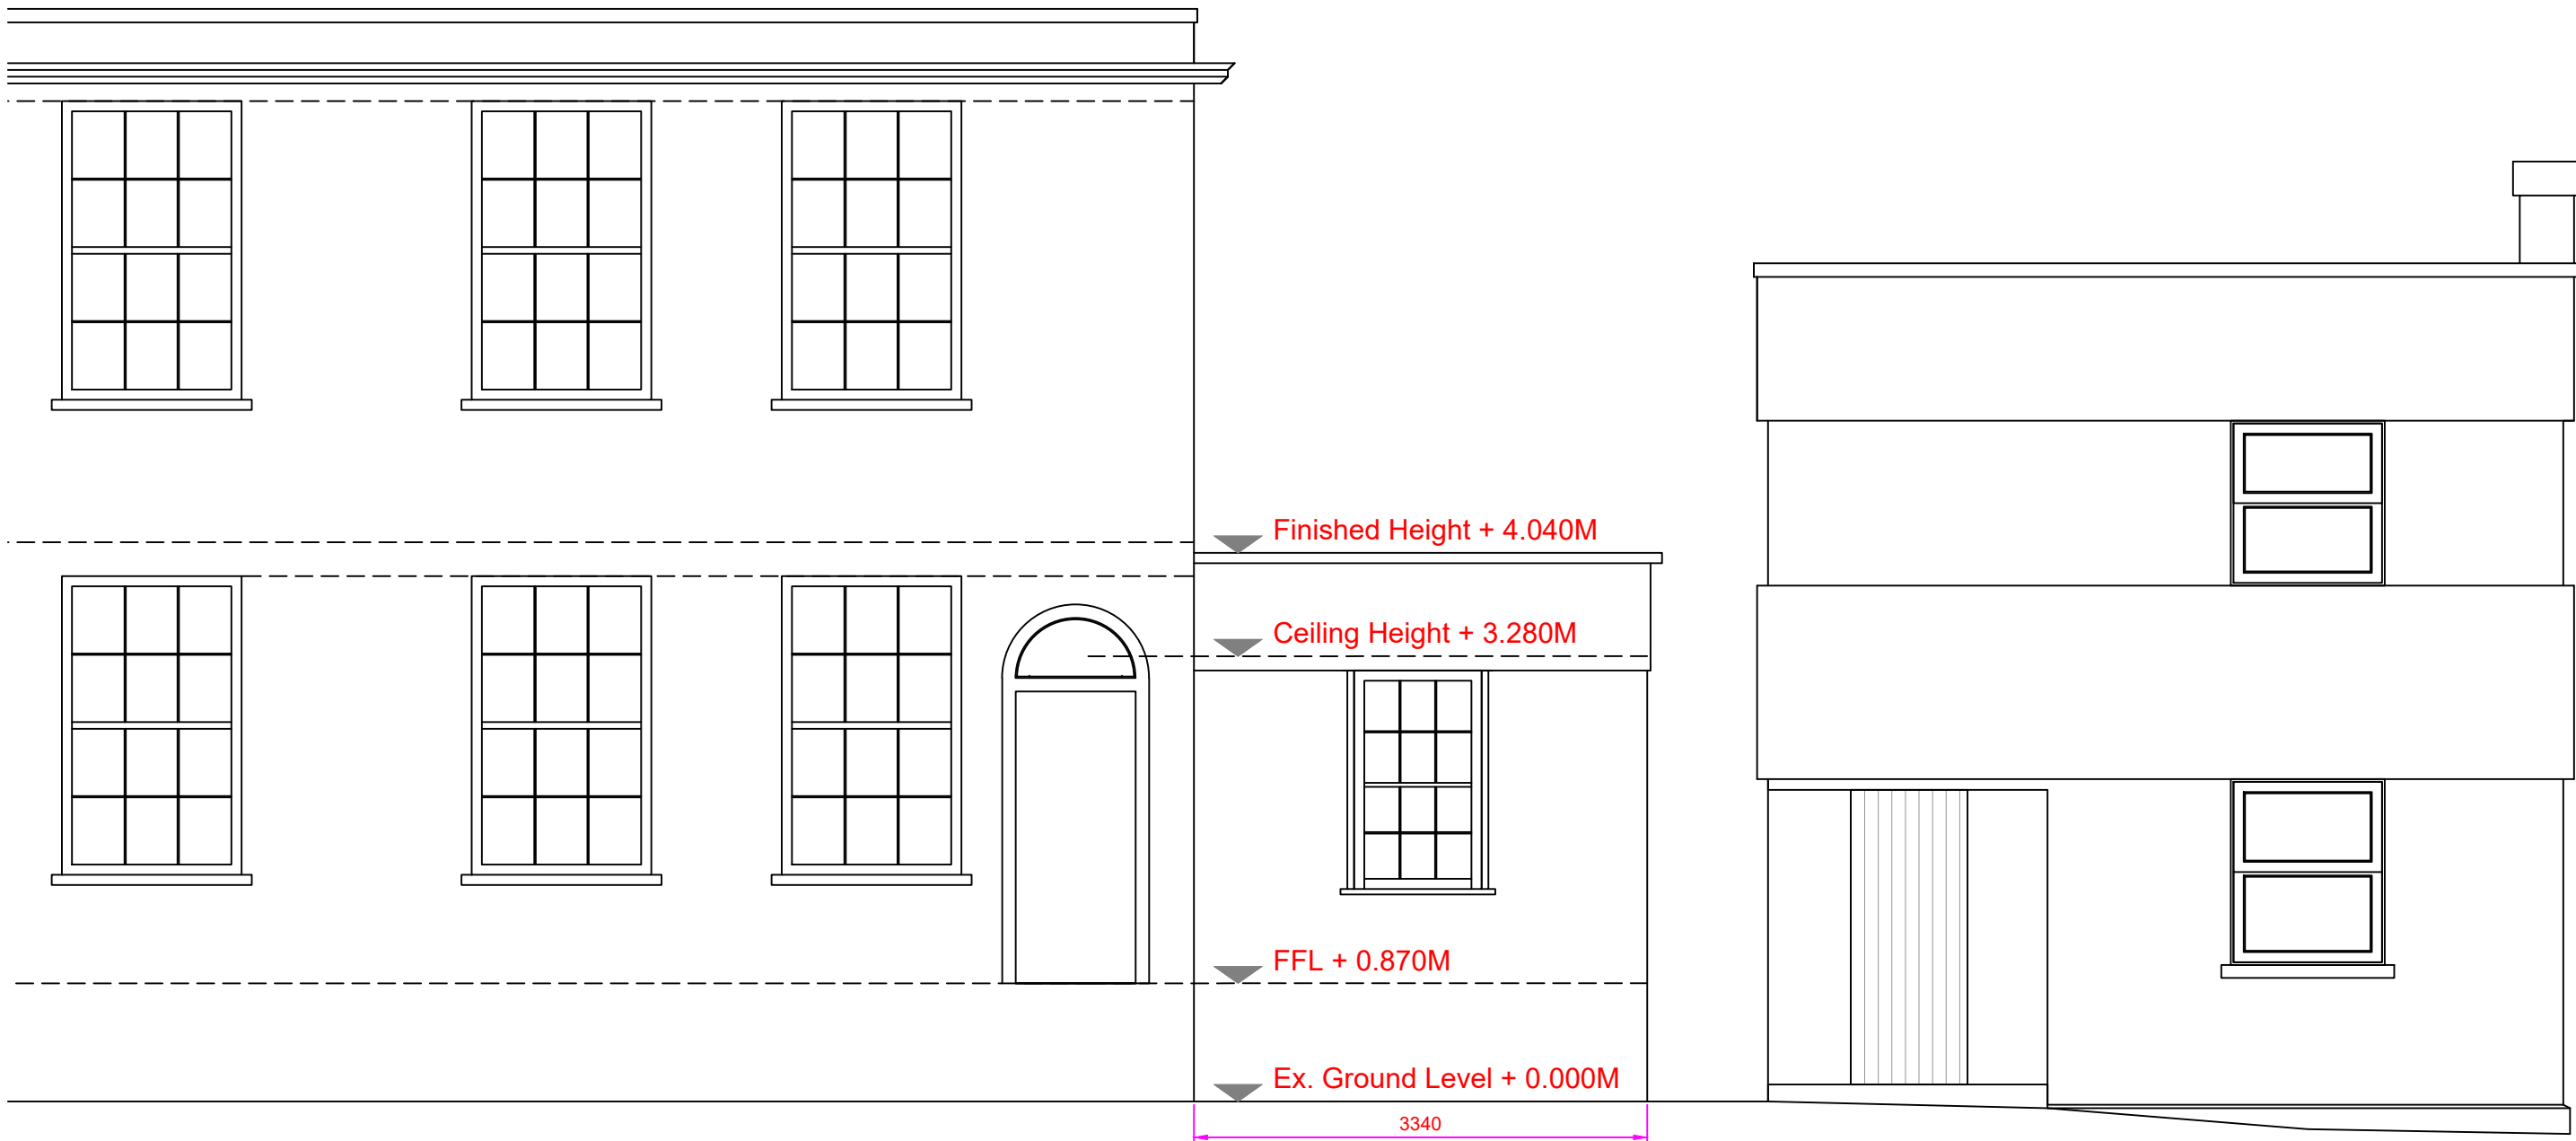 Finished Height + 4.040M
Ceiling Height + 3.280M
FFL + 0.870M
Ex. Ground Level + 0.000M
3340